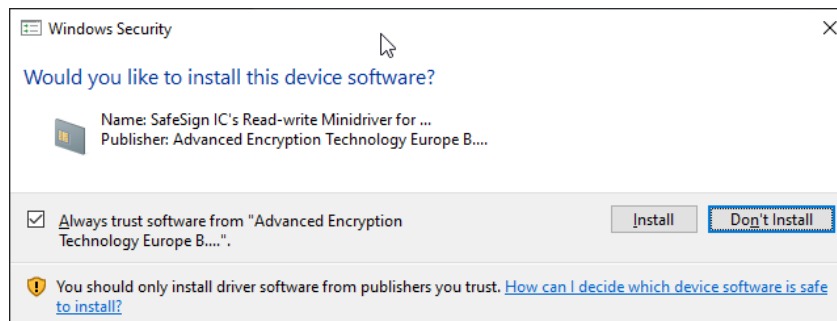 Windows Security
Would you like to install this device software?
Name: SafeSign IC's Read-write Minidriver for ...
Publisher: Advanced Encryption Technology Europe B....
Always trust software from "Advanced Encryption
Technology Europe B....".
Install
Don't Install
You should only install driver software from publishers you trust. How can I decide which device software is safe
to install?